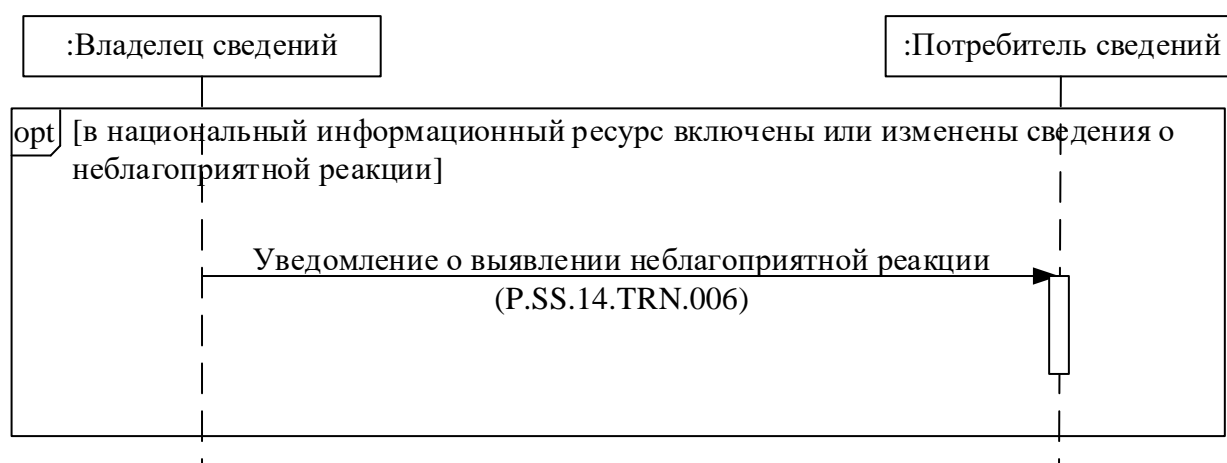 :Владелец сведений
:Потребитель сведений
opt
[в национальный информационный ресурс включены или изменены сведения о
неблагоприятной реакции]
Уведомление о выявлении неблагоприятной реакции
(P.SS.14.TRN.006)